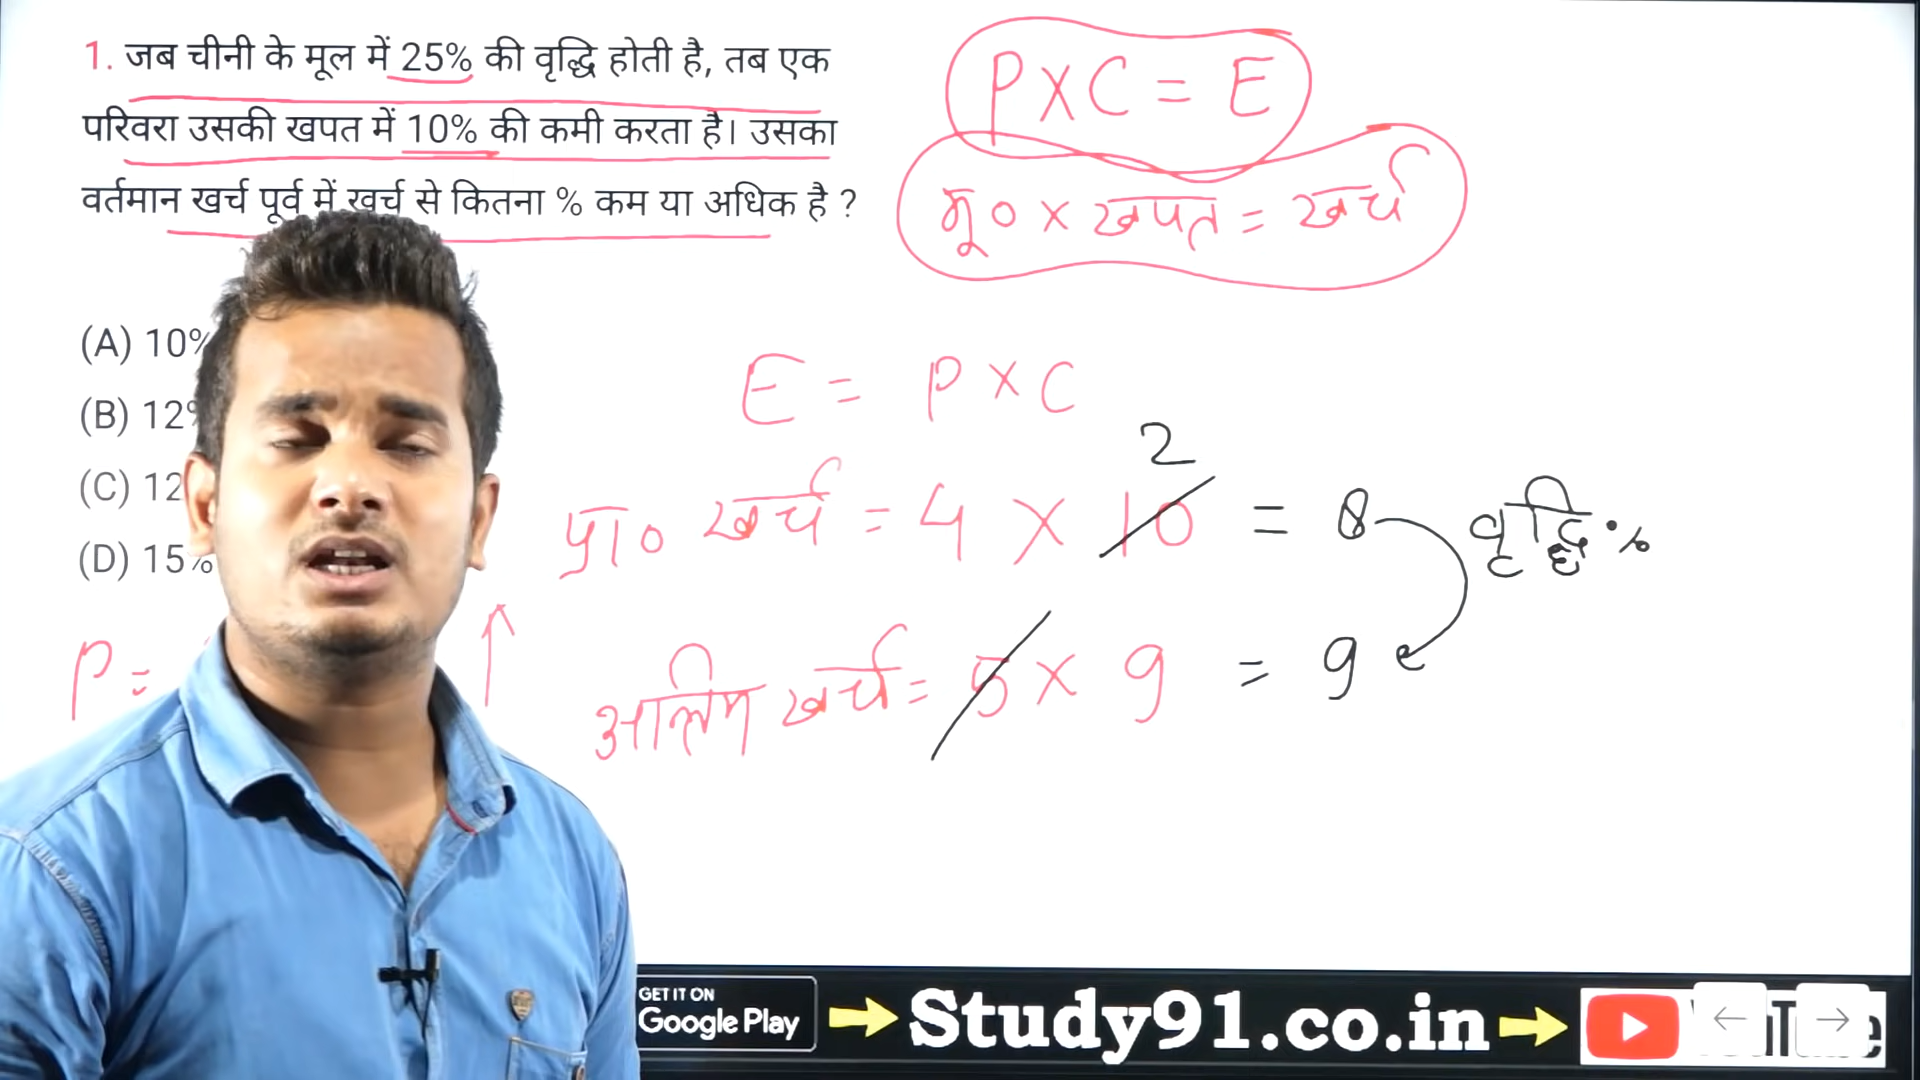 1. जब चीनी के मूल में 25% की वृद्धि होती है, तब एक
परिवरा उसकी खपत में 10% की कमी करता है। उसका
वर्तमान खर्च पूर्व में खर्च से कितना % कम या अधिक है ?
P X C = E
मू० X खपत = खर्च
(A) 10%
(B) 12%
(C) 12
(D) 15%
E = P X C
2
प्रा० खर्च = 4 X 10 = 8 वृद्धि %
P =
अन्तिम खर्च = 5 X 9 = 9
GET IT ON
Google Play
Study91.co.in